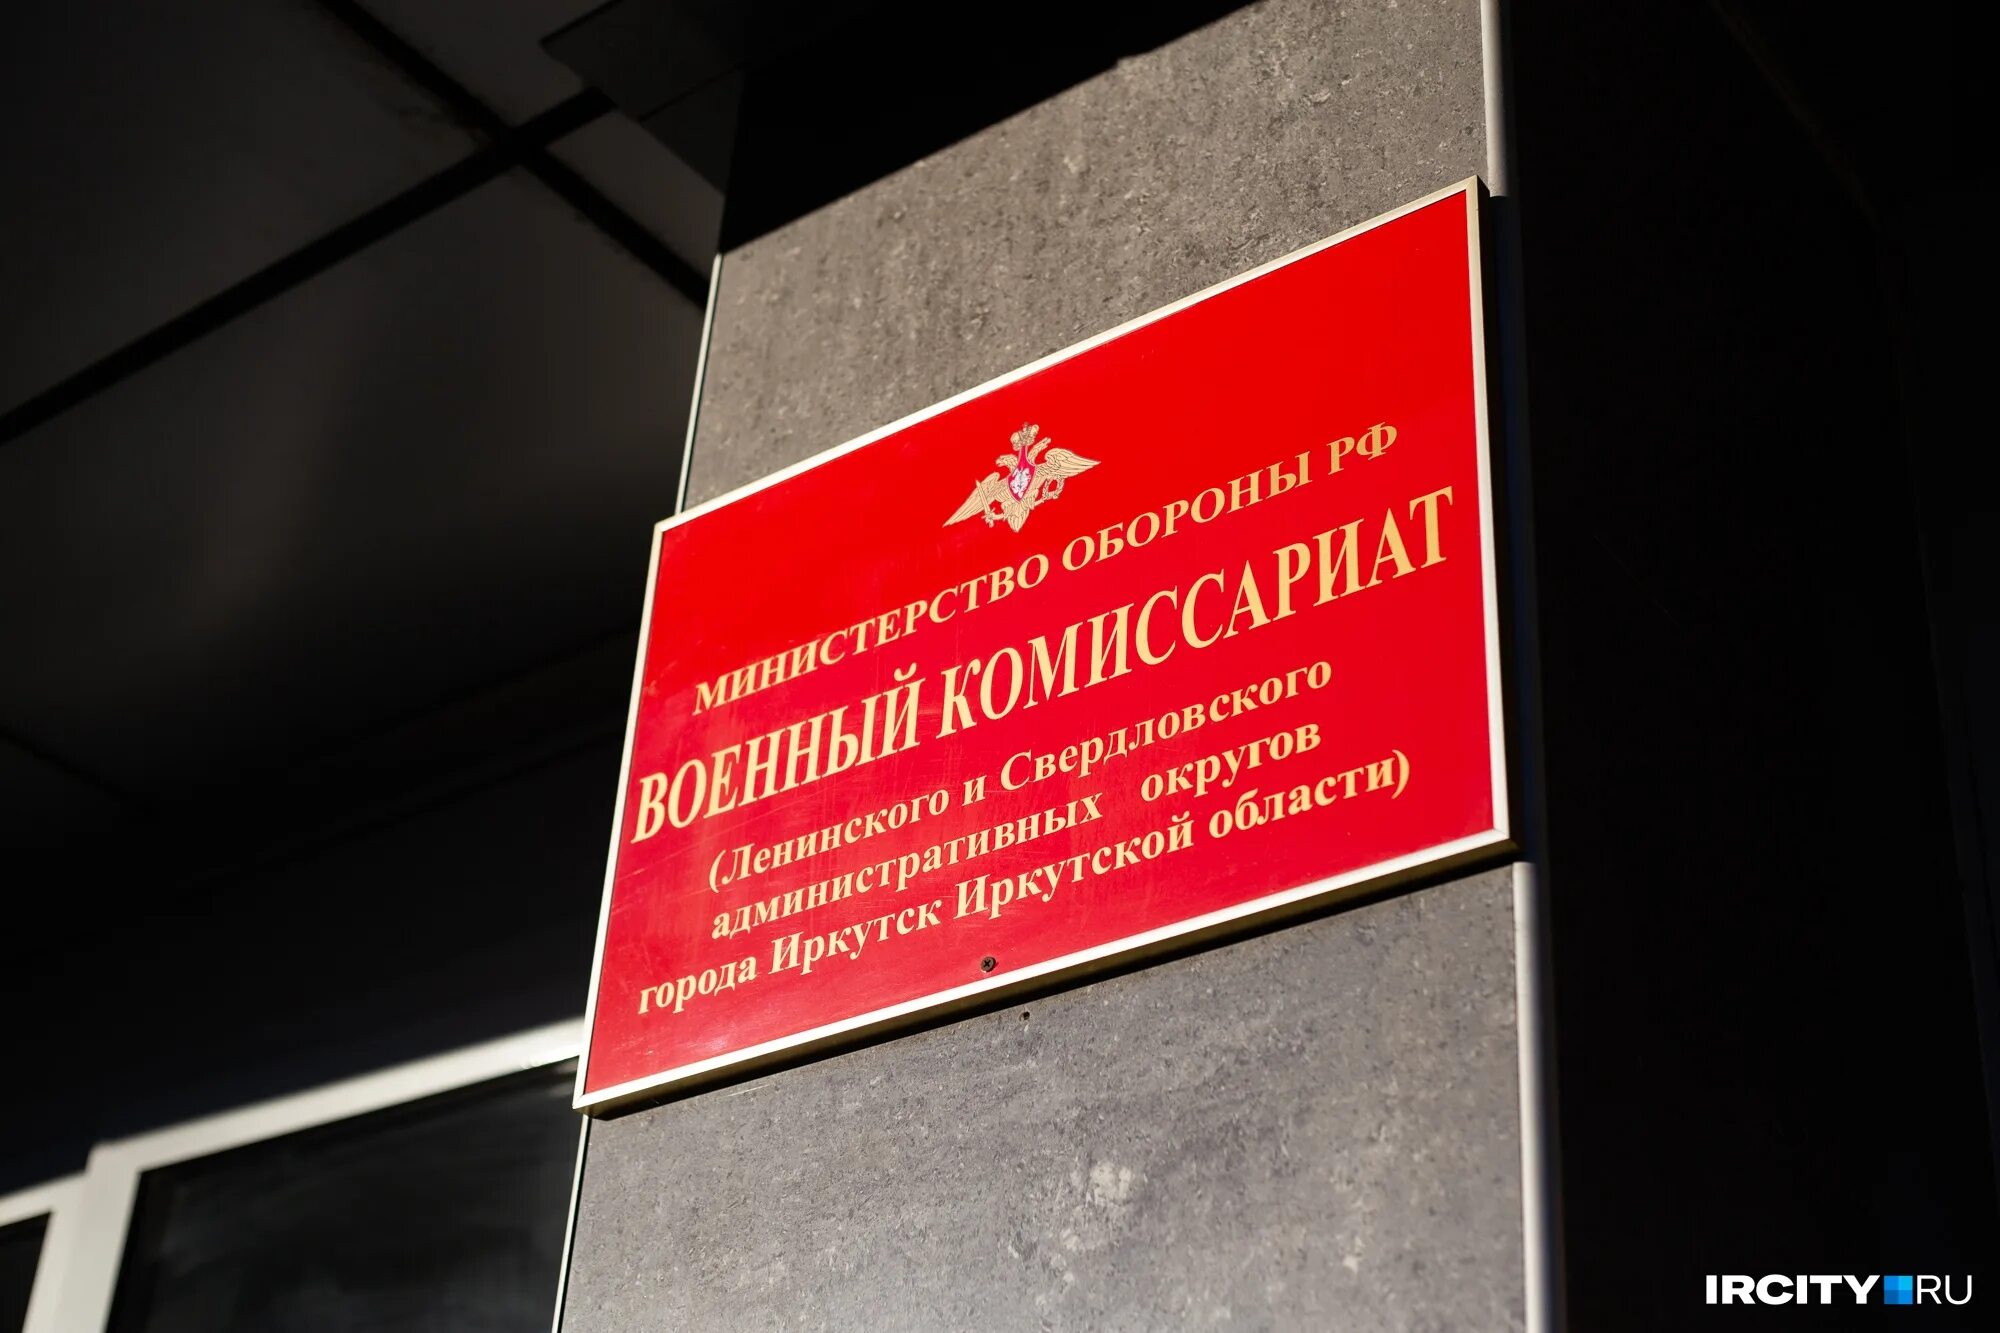 МИНИСТЕРСТВО ОБОРОНЫ РФ
ВОЕННЫЙ КОМИССАРИАТ
(Ленинского и Свердловского
административных округов
города Иркутск Иркутской области)
IRCITY.RU